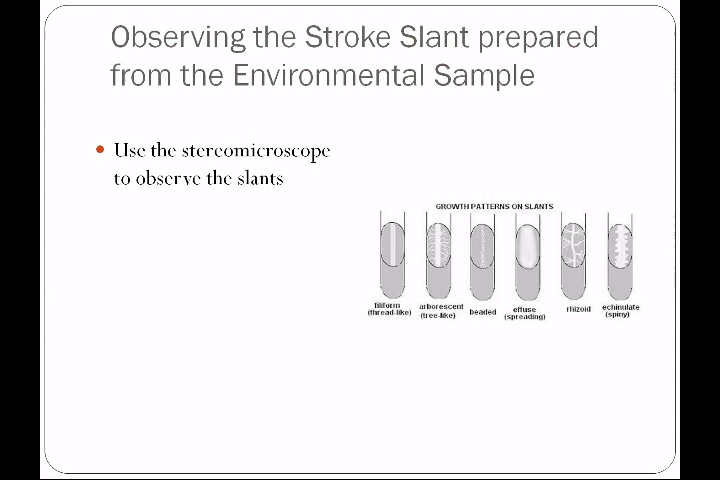 Observing the Stroke Slant prepared
from the Environmental Sample
• Use the stereomicroscope
to observe the slants
GROWTH PATTERNS ON SLANTS
filiform
(thread-like)
arborescent
(tree-like)
beaded
effuse
(spreading)
rhizoid
echinulate
(spiny)